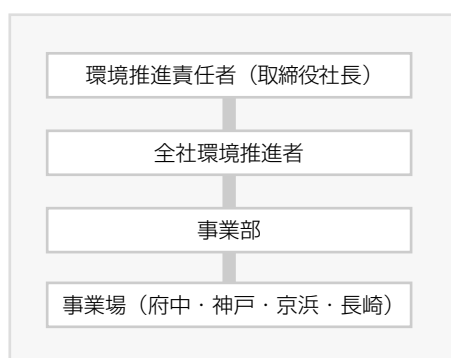 環境推進責任者（取締役社長）
全社環境推進者
事業部
事業場（府中・神戸・京浜・長崎）